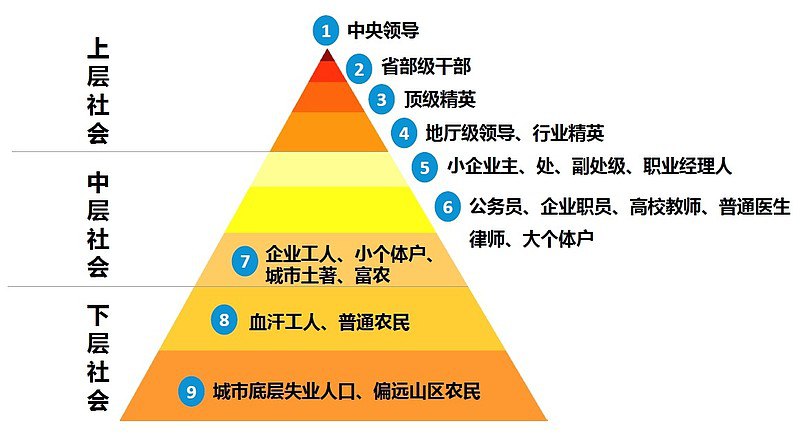 上层社会
1 中央领导
2 省部级干部
3 顶级精英
4 地厅级领导、行业精英
中层社会
5 小企业主、处、副处级、职业经理人
6 公务员、企业职员、高校教师、普通医生
律师、大个体户
7 企业工人、小个体户、
城市土著、富农
下层社会
8 血汗工人、普通农民
9 城市底层失业人口、偏远山区农民